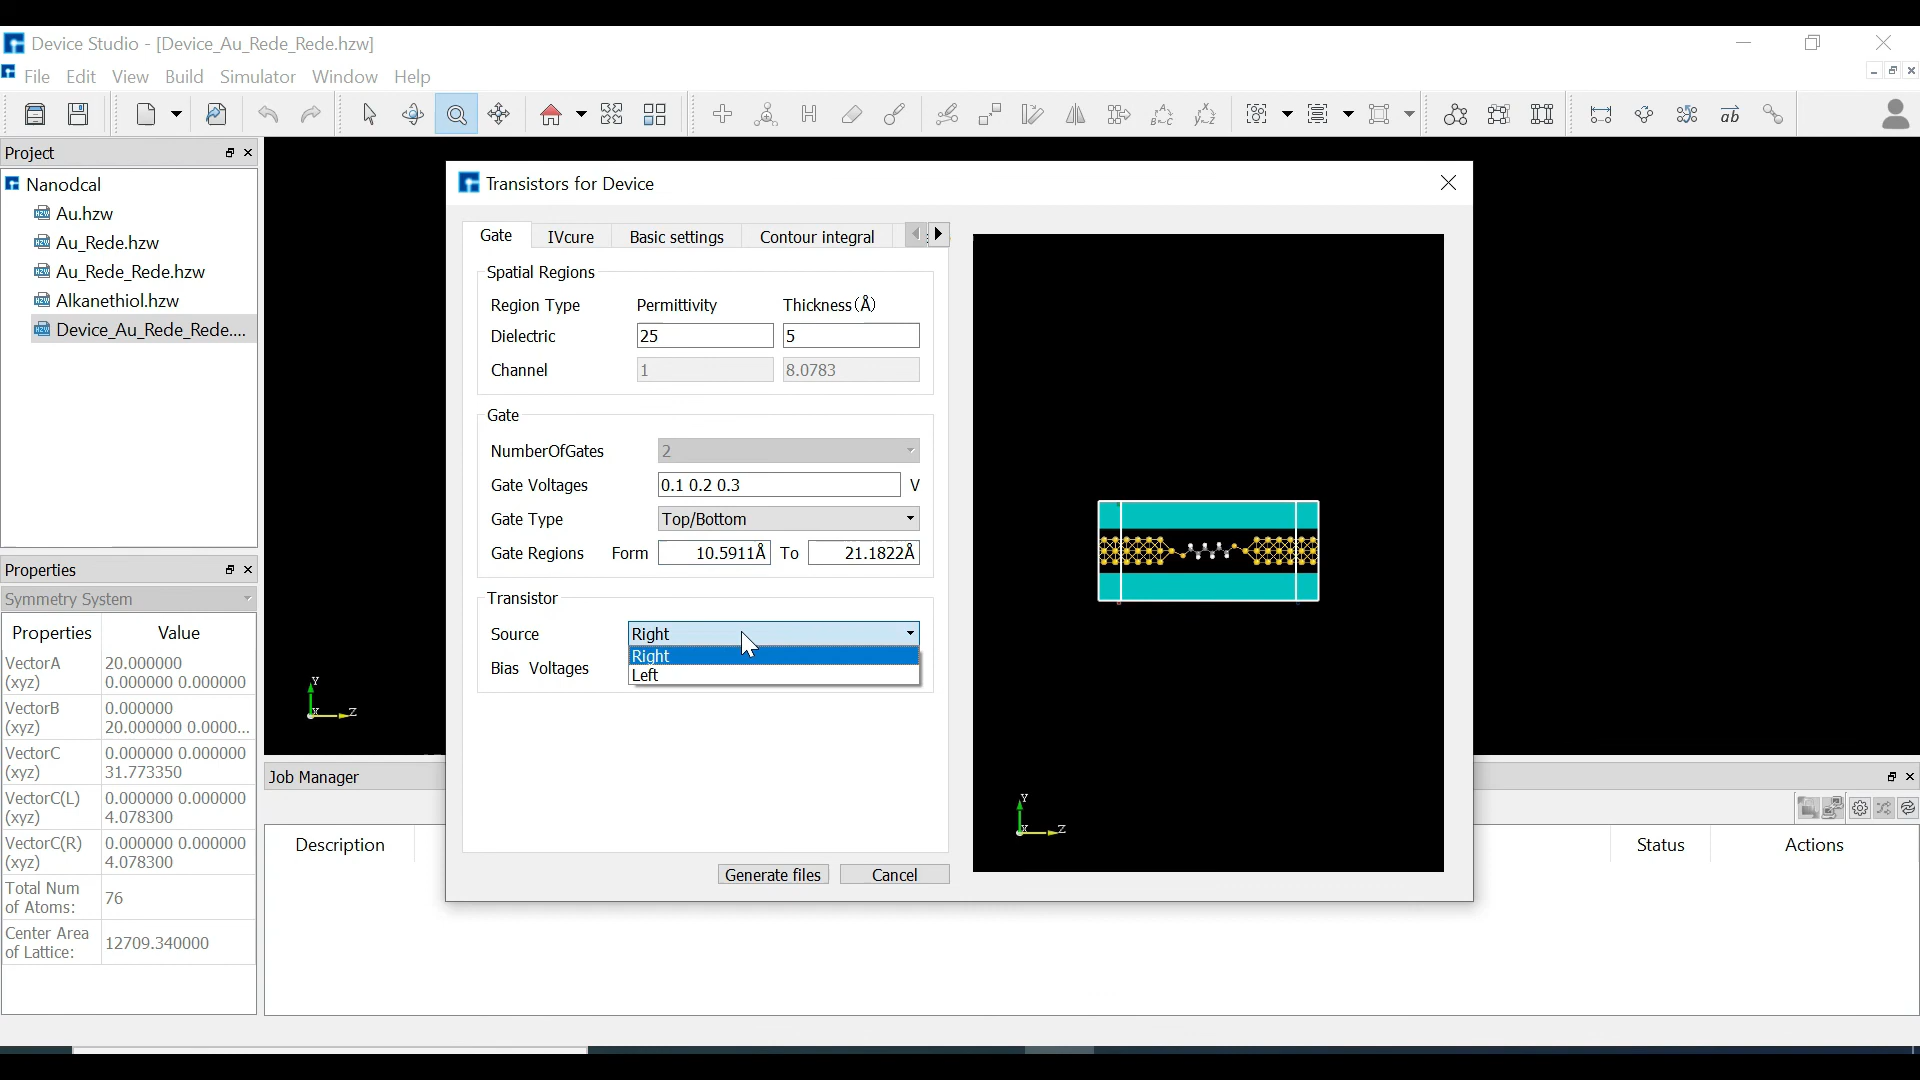 Device Studio - [Device_Au_Rede_Rede.hzw]
File Edit View Build Simulator Window Help
Project
Nanodcal
Au.hzw
Au_Rede.hzw
Au_Rede_Rede.hzw
Alkanethiol.hzw
Device_Au_Rede_Rede....
Properties
Symmetry System
Properties Value
VectorA (xyz) 20.000000 0.000000 0.000000
VectorB (xyz) 0.000000 20.000000 0.0000...
VectorC (xyz) 0.000000 0.000000 31.773350
VectorC(L) (xyz) 0.000000 0.000000 4.078300
VectorC(R) (xyz) 0.000000 0.000000 4.078300
Total Num of Atoms: 76
Center Area of Lattice: 12709.340000
Transistors for Device
Gate IVcure Basic settings Contour integral
Spatial Regions
Region Type Permittivity Thickness(Å)
Dielectric 25 5
Channel 1 8.0783
Gate
NumberOfGates 2
Gate Voltages 0.1 0.2 0.3 V
Gate Type Top/Bottom
Gate Regions Form 10.5911Å To 21.1822Å
Transistor
Source Right
Right
Bias Voltages
Left
Generate files Cancel
Y
X Z
Y
X Z
Job Manager
Description Status Actions